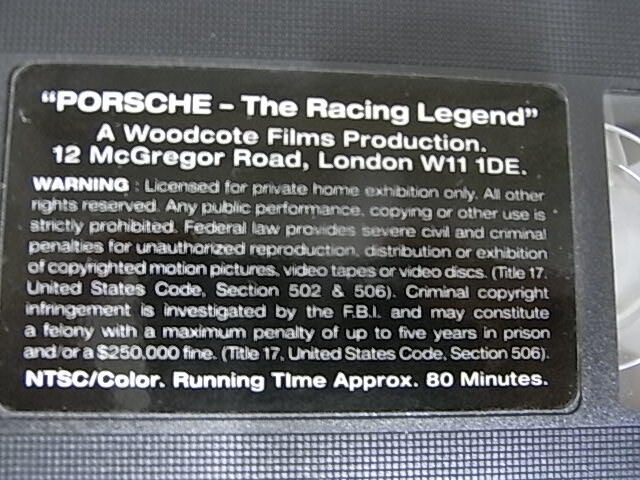 "PORSCHE - The Racing Legend"
A Woodcote Films Production.
12 McGregor Road, London W11 1DE.
WARNING : Licensed for private home exhibition only. All other
rights reserved. Any public performance, copying or other use is
strictly prohibited. Federal law provides severe civil and criminal
penalties for unauthorized reproduction, distribution or exhibition
of copyrighted motion pictures, video tapes or video discs. (Title 17,
United States Code, Section 502 & 506). Criminal copyright
infringement is investigated by the F.B.I. and may constitute
a felony with a maximum penalty of up to five years in prison
and/or a $250,000 fine. (Title 17, United States Code, Section 506).
NTSC/Color. Running TIme Approx. 80 Minutes.